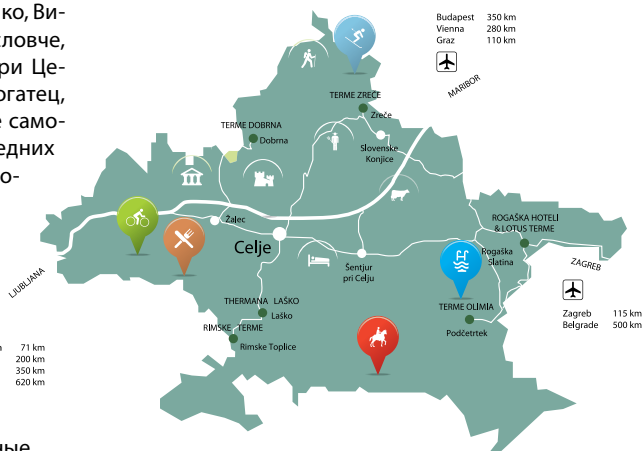 ко, Ви-
словче,
ри Це-
огатец,
е само-
едних
о-
ные
Budapest 350 km
Vienna 280 km
Graz 110 km
MARIBOR
TERME ZREČE
Zreče
TERME DOBRNA
Dobrna
Slovenske
Konjice
Žalec
Celje
Šentjur
pri Celju
ROGAŠKA HOTELI
& LOTUS TERME
Rogaška
Slatina
ZAGREB
LJUBLJANA
THERMANA LAŠKO
Laško
RIMSKE TERME
Rimske Toplice
TERME OLIMIA
Podčetrtek
Zagreb 115 km
Belgrade 500 km
71 km
200 km
350 km
620 km